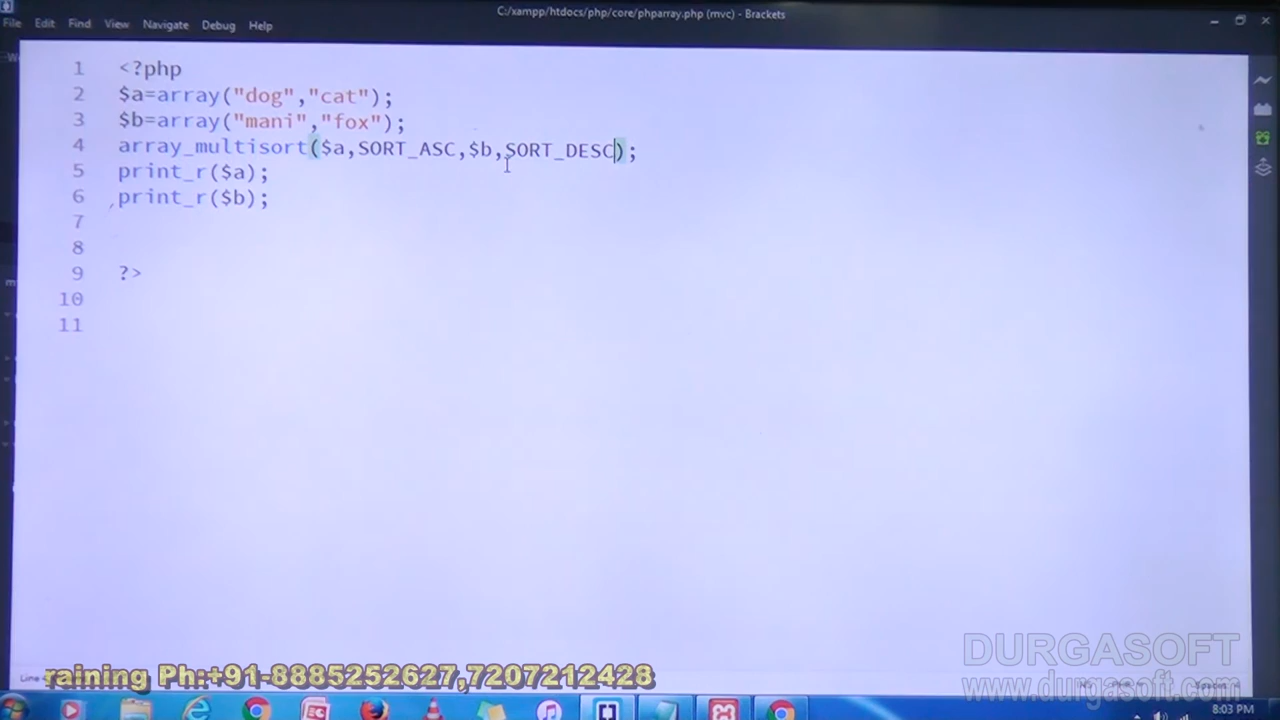 C:/xampp/htdocs/php/core/phparray.php (mvc) - Brackets
File Edit Find View Navigate Debug Help
1 <?php
2 $a=array("dog","cat");
3 $b=array("mani","fox");
4 array_multisort($a,SORT_ASC,$b,SORT_DESC);
5 print_r($a);
6 print_r($b);
7
8
9 ?>
10
11
DURGASOFT
www.durgasoft.com
raining Ph:+91-8885252627,7207212428
Line
8:03 PM